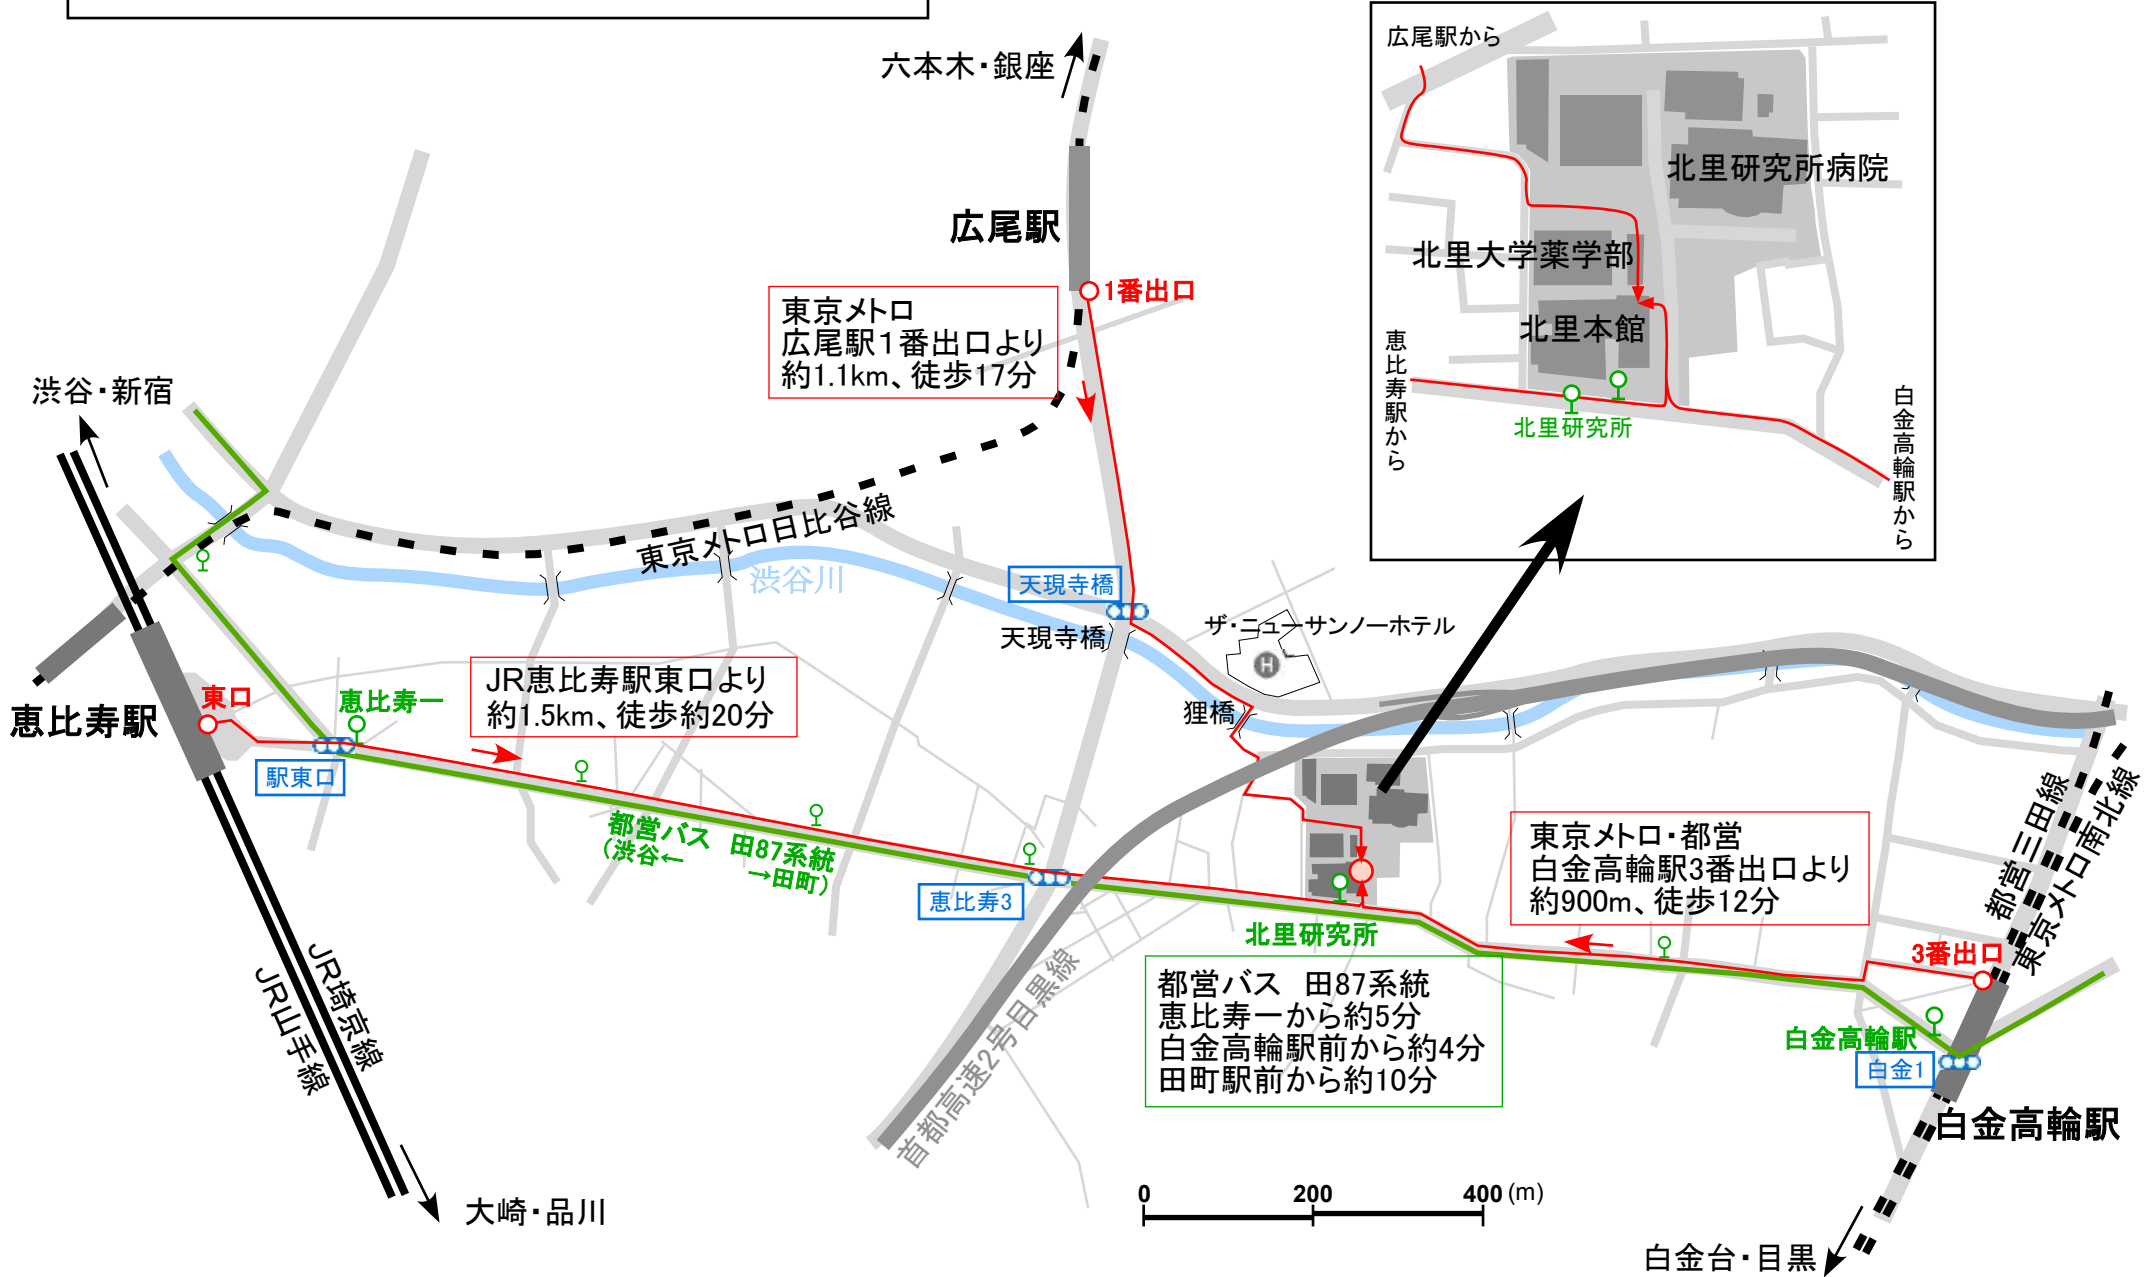 六本木・銀座
広尾駅
1番出口
東京メトロ
広尾駅1番出口より
約1.1km、徒歩17分
広尾駅から
北里研究所病院
北里大学薬学部
北里本館
北里研究所
恵比寿駅から
白金高輪駅から
渋谷・新宿
東京メトロ日比谷線
渋谷川
天現寺橋
天現寺橋
ザ・ニューサンノーホテル
H
狸橋
恵比寿駅
東口
恵比寿一
駅東口
JR恵比寿駅東口より
約1.5km、徒歩約20分
都営バス 田87系統
(渋谷←
→田町)
恵比寿3
北里研究所
東京メトロ・都営
白金高輪駅3番出口より
約900m、徒歩12分
都営三田線
東京メトロ南北線
3番出口
白金高輪駅
白金1
白金高輪駅
都営バス 田87系統
恵比寿一から約5分
白金高輪駅前から約4分
田町駅前から約10分
首都高速2号目黒線
JR埼京線
JR山手線
大崎・品川
0 200 400 (m)
白金台・目黒